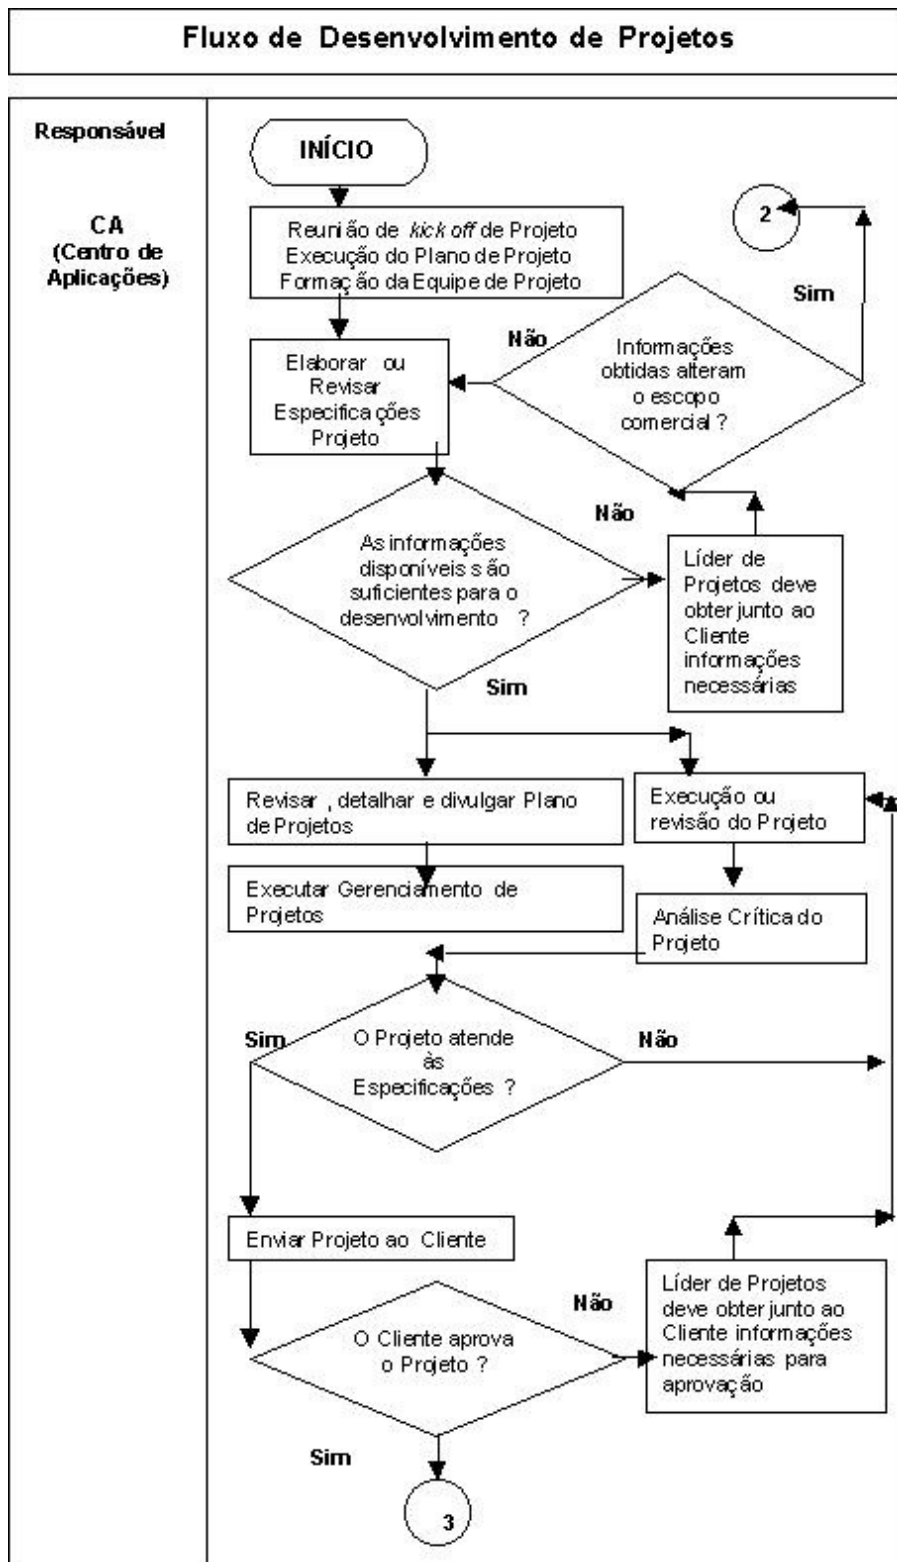 Fluxo de Desenvolvimento de Projetos
Responsável
CA
(Centro de
Aplicações)
INÍCIO
Reunião de kick off de Projeto
Execução do Plano de Projeto
Formação da Equipe de Projeto
2
Sim
Não
Informações
obtidas alteram
o escopo
comercial ?
Elaborar ou
Revisar
Especificações
Projeto
Não
As informações
disponíveis são
suficientes para o
desenvolvimento ?
Líder de
Projetos deve
obter junto ao
Cliente
informações
necessárias
Sim
Revisar , detalhar e divulgar Plano
de Projetos
Execução ou
revisão do Projeto
Executar Gerenciamento de
Projetos
Análise Crítica do
Projeto
Sim
O Projeto atende
às
Especificações ?
Não
Enviar Projeto ao Cliente
Não
O Cliente aprova
o Projeto ?
Líder de Projetos
deve obter junto ao
Cliente informações
necessárias para
aprovação
Sim
3